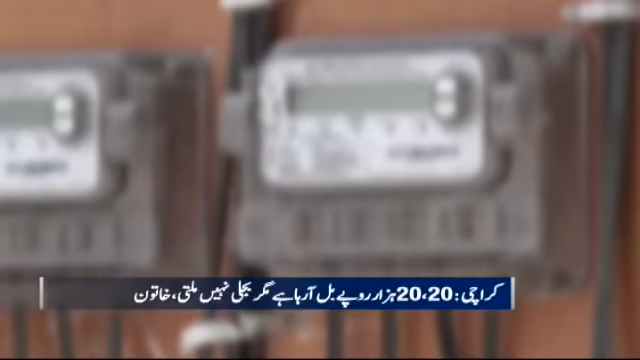 کراچی: 20،20 ہزار روپے بل آرہا ہے مگر بجلی نہیں ملتی، خاتون